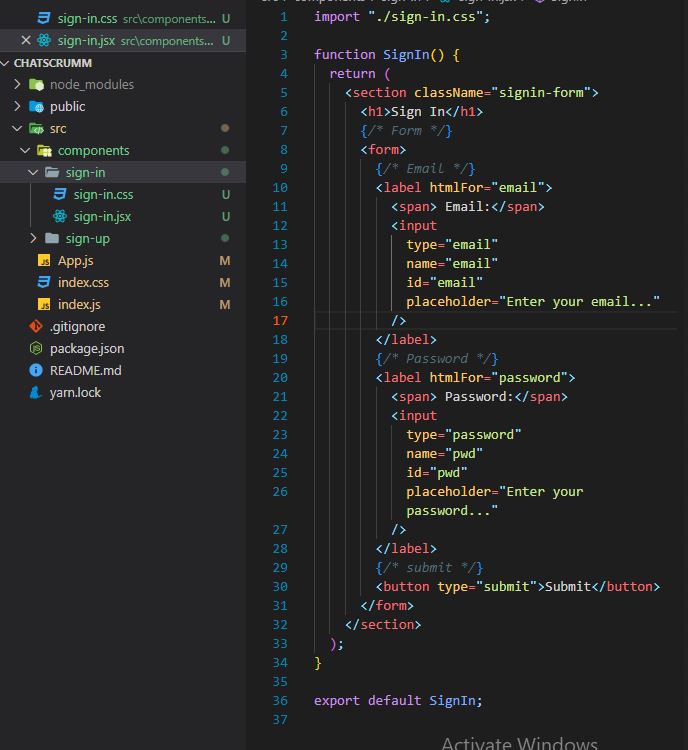 sign-in.css src\components... U
sign-in.jsx src\components... U
CHATSCRUMM
node_modules
public
src
components
sign-in
sign-in.css U
sign-in.jsx U
sign-up
App.js M
index.css M
index.js M
.gitignore
package.json
README.md
yarn.lock
1 import "./sign-in.css";
2
3 function SignIn() {
4 return (
5 <section className="signin-form">
6 <h1>Sign In</h1>
7 {/* Form */}
8 <form>
9 {/* Email */}
10 <label htmlFor="email">
11 <span> Email:</span>
12 <input
13 type="email"
14 name="email"
15 id="email"
16 placeholder="Enter your email..."
17 />
18 </label>
19 {/* Password */}
20 <label htmlFor="password">
21 <span> Password:</span>
22 <input
23 type="password"
24 name="pwd"
25 id="pwd"
26 placeholder="Enter your
password..."
27 />
28 </label>
29 {/* submit */}
30 <button type="submit">Submit</button>
31 </form>
32 </section>
33 );
34 }
35
36 export default SignIn;
37
Activate Windows